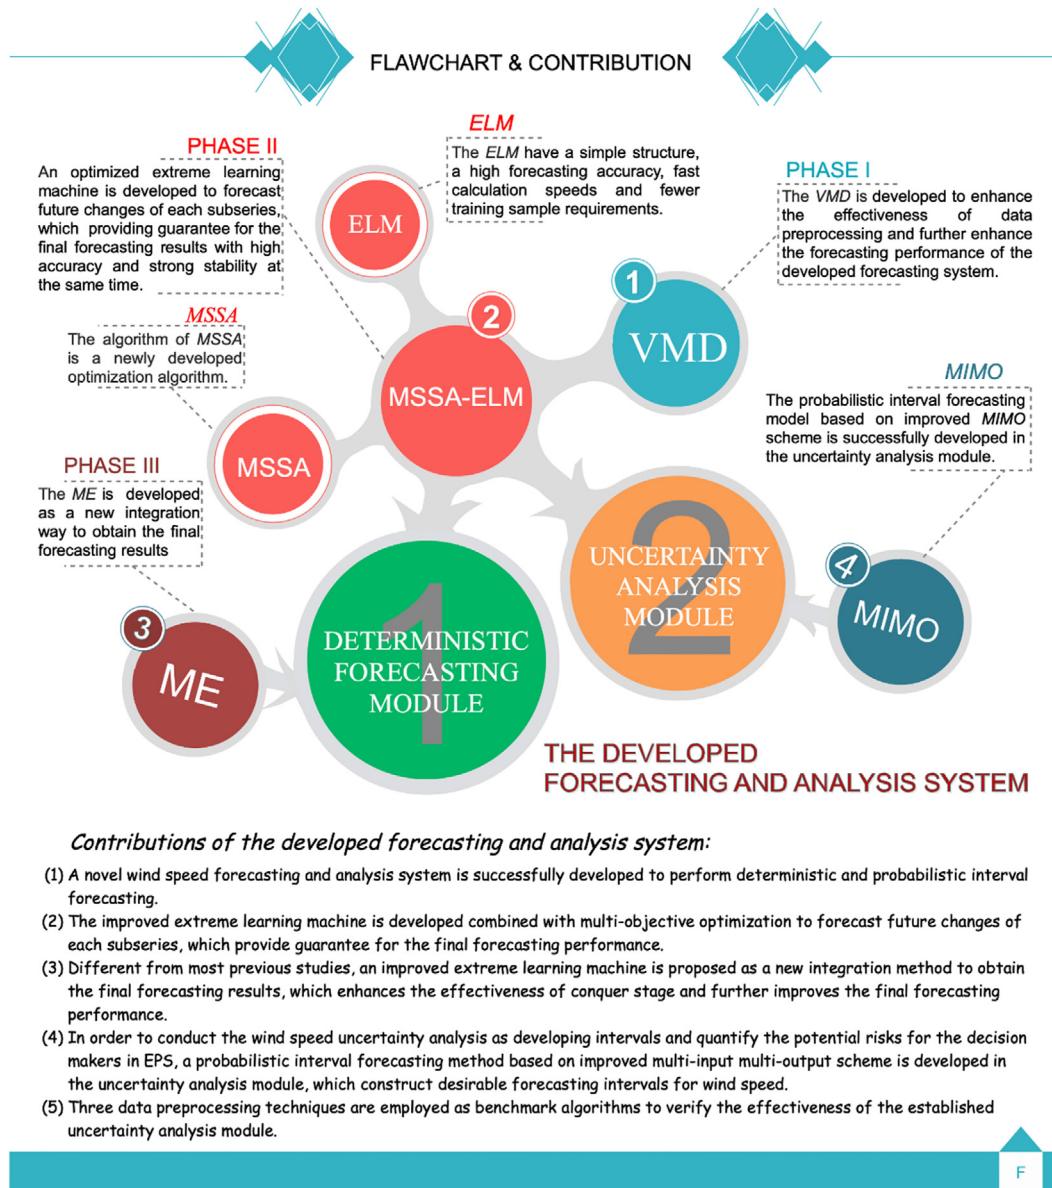 FLAWCHART & CONTRIBUTION
ELM
The ELM have a simple structure,
a high forecasting accuracy, fast
calculation speeds and fewer
training sample requirements.
PHASE II
An optimized extreme learning
machine is developed to forecast
future changes of each subseries,
which providing guarantee for the
final forecasting results with high
accuracy and strong stability at
the same time.
PHASE I
The VMD is developed to enhance
the effectiveness of data
preprocessing and further enhance
the forecasting performance of the
developed forecasting system.
ELM
1
VMD
MSSA
The algorithm of MSSA
is a newly developed
optimization algorithm.
2
MSSA-ELM
MIMO
The probabilistic interval forecasting
model based on improved MIMO
scheme is successfully developed in
the uncertainty analysis module.
MSSA
PHASE III
The ME is developed
as a new integration
way to obtain the final
forecasting results
2
UNCERTAINTY
ANALYSIS
MODULE
4
MIMO
3
ME
1
DETERMINISTIC
FORECASTING
MODULE
THE DEVELOPED
FORECASTING AND ANALYSIS SYSTEM
Contributions of the developed forecasting and analysis system:
(1) A novel wind speed forecasting and analysis system is successfully developed to perform deterministic and probabilistic interval
forecasting.
(2) The improved extreme learning machine is developed combined with multi-objective optimization to forecast future changes of
each subseries, which provide guarantee for the final forecasting performance.
(3) Different from most previous studies, an improved extreme learning machine is proposed as a new integration method to obtain
the final forecasting results, which enhances the effectiveness of conquer stage and further improves the final forecasting
performance.
(4) In order to conduct the wind speed uncertainty analysis as developing intervals and quantify the potential risks for the decision
makers in EPS, a probabilistic interval forecasting method based on improved multi-input multi-output scheme is developed in
the uncertainty analysis module, which construct desirable forecasting intervals for wind speed.
(5) Three data preprocessing techniques are employed as benchmark algorithms to verify the effectiveness of the established
uncertainty analysis module.
F